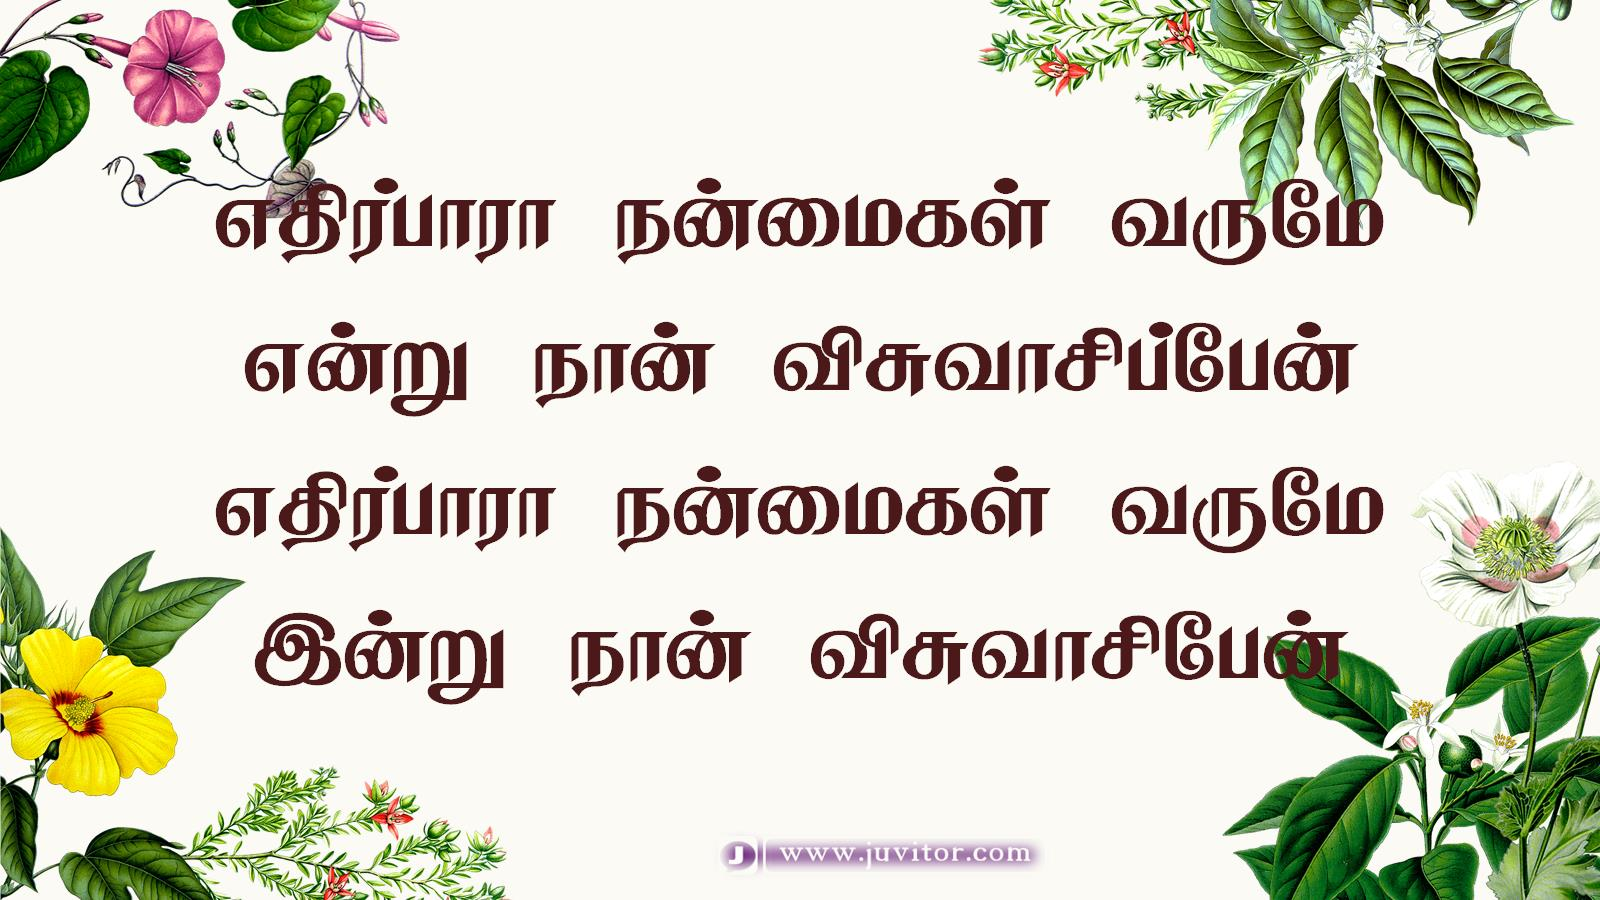 எதிர்பாரா நன்மைகள் வருமே
என்று நான் விசுவாசிப்பேன்
எதிர்பாரா நன்மைகள் வருமே
இன்று நான் விசுவாசிபேன்
J www.juvitor.com